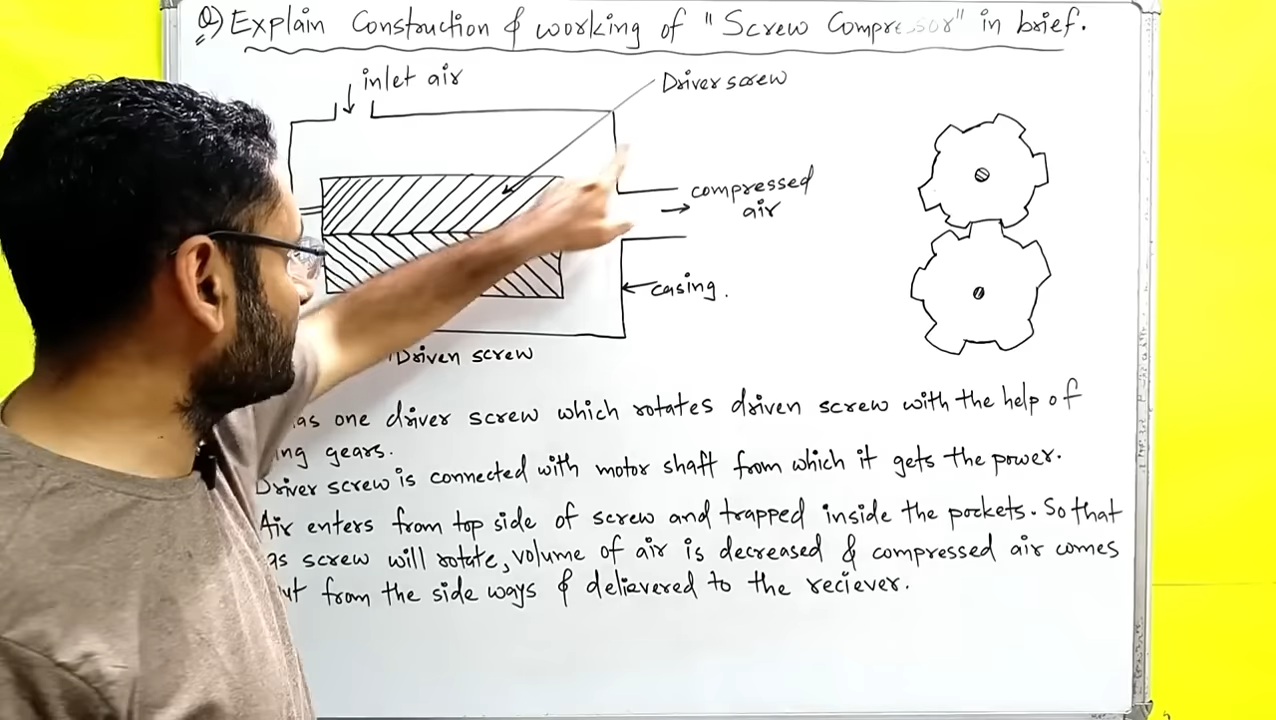 Q) Explain Construction & working of "Screw Compressor" in brief.
inlet air
Driver screw
compressed
air
casing.
Driven screw
as one driver screw which rotates driven screw with the help of
ing gears.
Driver screw is connected with motor shaft from which it gets the power.
Air enters from top side of screw and trapped inside the pockets. So that
as screw will rotate, volume of air is decreased & compressed air comes
ut from the side ways & delievered to the reciever.